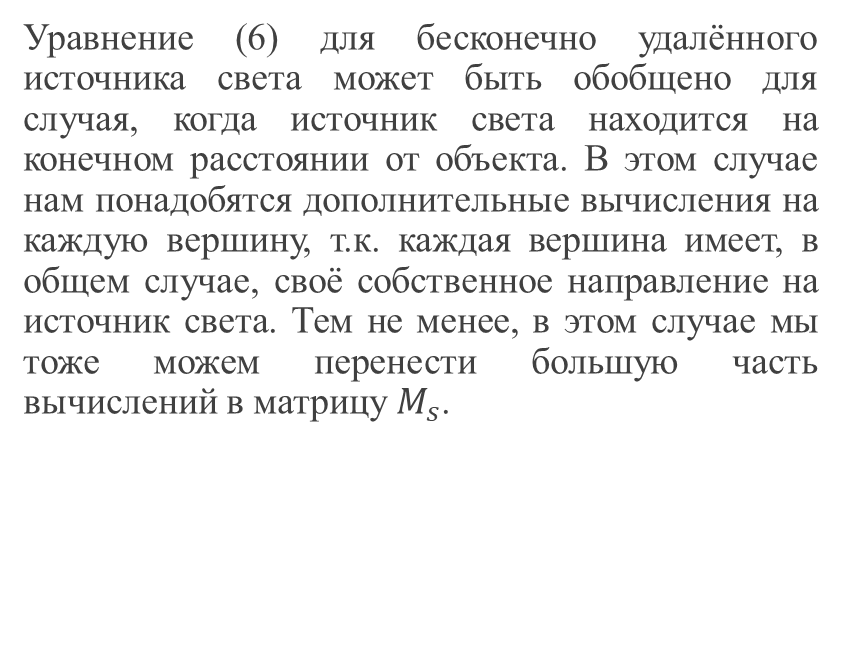 Уравнение (6) для бесконечно удалённого
источника света может быть обобщено для
случая, когда источник света находится на
конечном расстоянии от объекта. В этом случае
нам понадобятся дополнительные вычисления на
каждую вершину, т.к. каждая вершина имеет, в
общем случае, своё собственное направление на
источник света. Тем не менее, в этом случае мы
тоже можем перенести большую часть
вычислений в матрицу 𝑀𝑠.